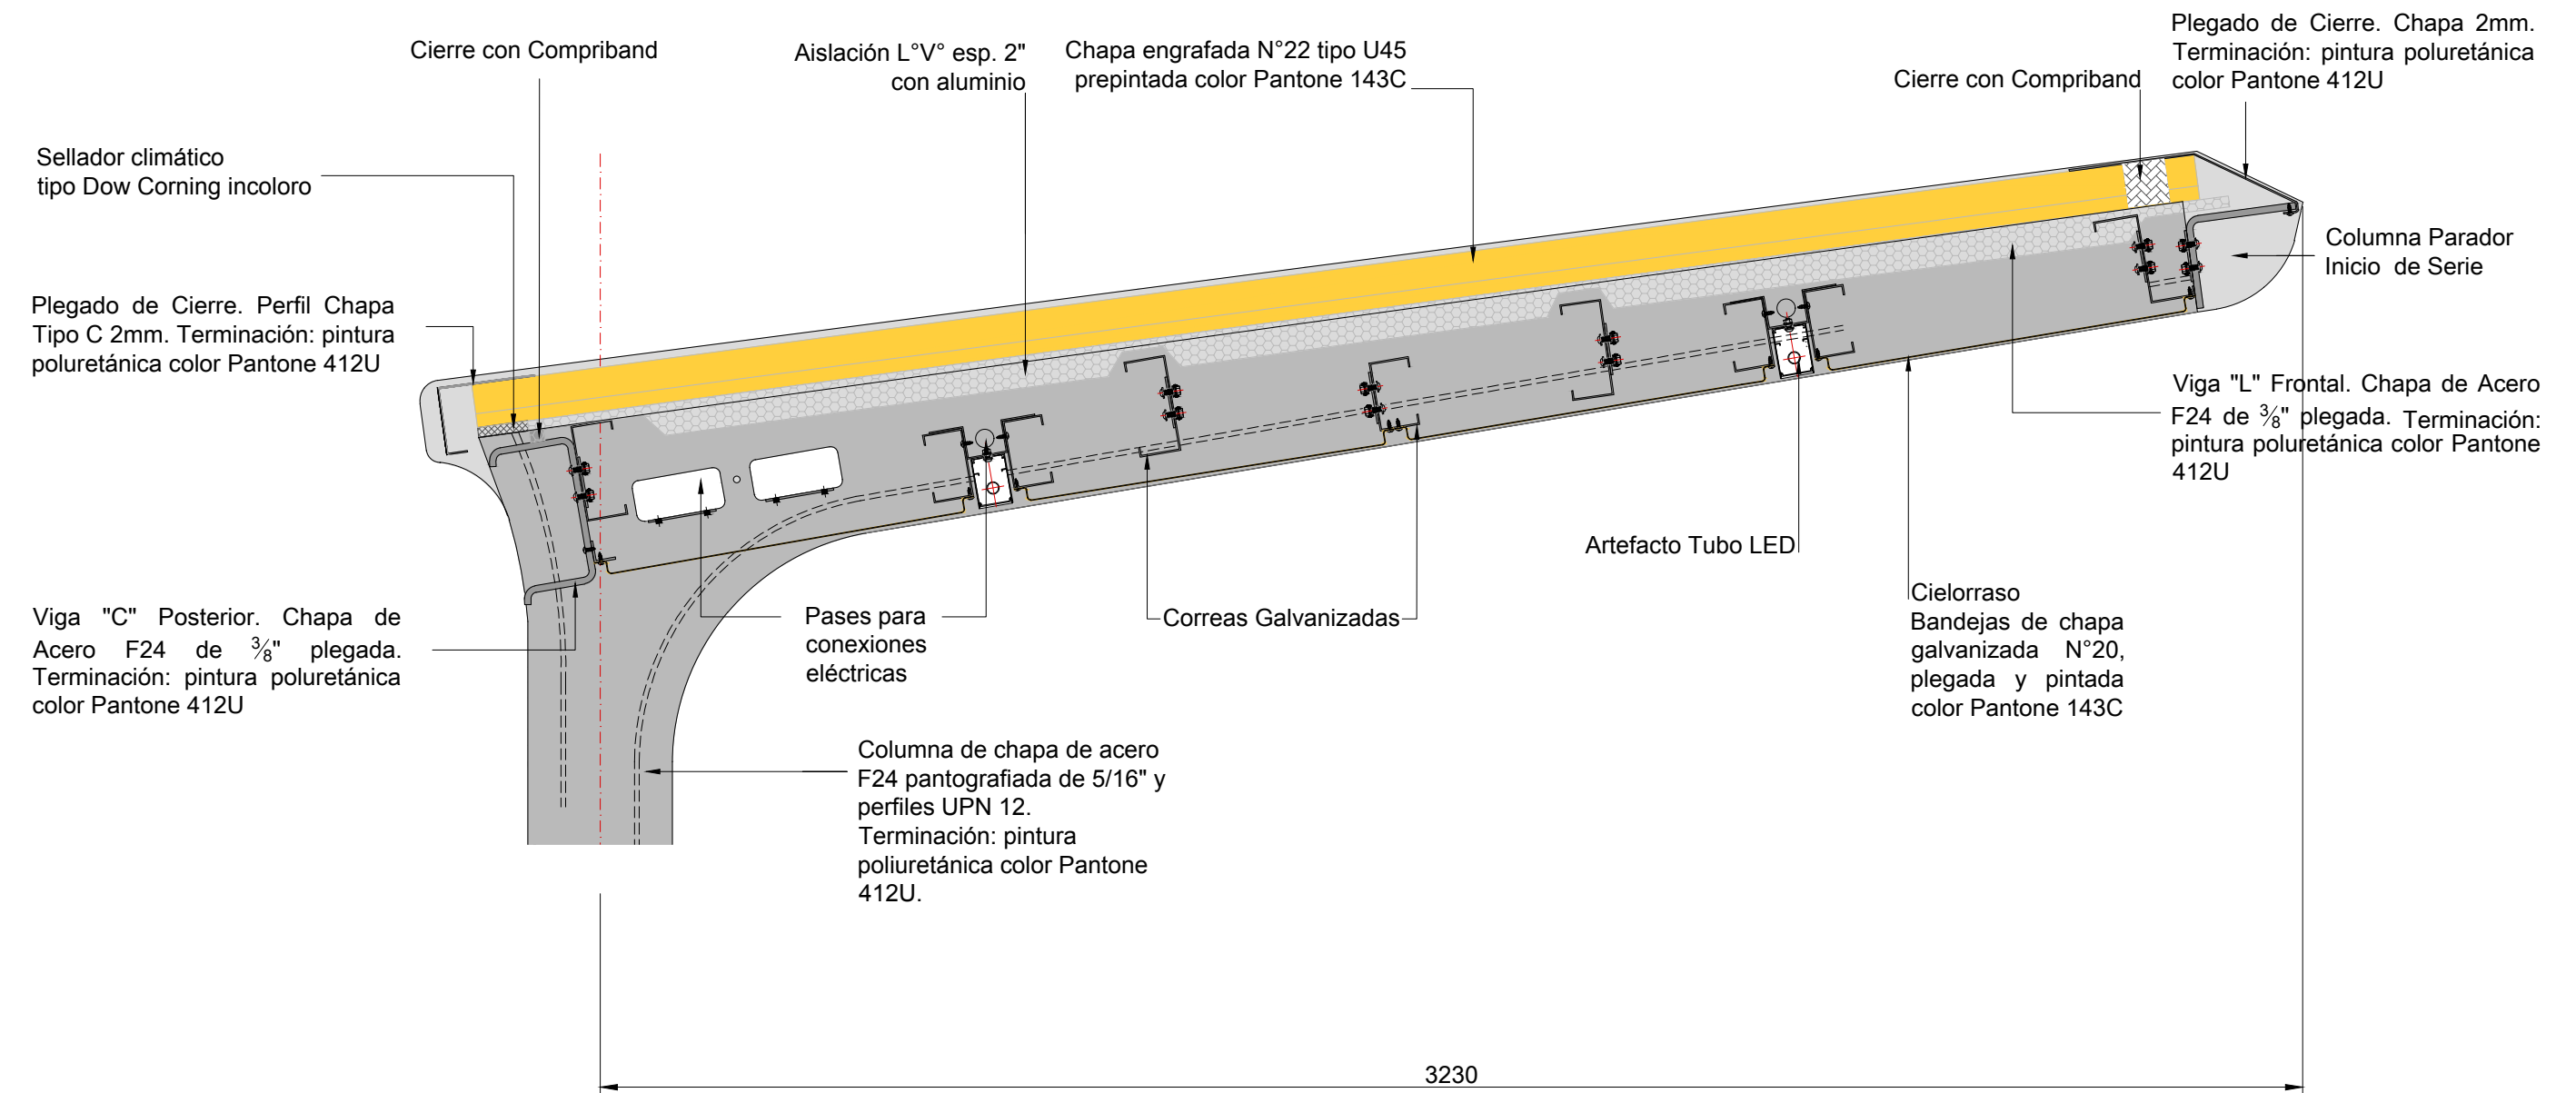 Plegado de Cierre. Chapa 2mm.
Terminación: pintura poluretánica
color Pantone 412U
Cierre con Compriband
Aislación L°V° esp. 2"
con aluminio
Chapa engrafada N°22 tipo U45
prepintada color Pantone 143C
Cierre con Compriband
Sellador climático
tipo Dow Corning incoloro
Columna Parador
Inicio de Serie
Plegado de Cierre. Perfil Chapa
Tipo C 2mm. Terminación: pintura
poluretánica color Pantone 412U
Viga "L" Frontal. Chapa de Acero
F24 de ⅜" plegada. Terminación:
pintura poluretánica color Pantone
412U
Artefacto Tubo LED
Cielorraso
Bandejas de chapa
galvanizada N°20,
plegada y pintada
color Pantone 143C
Viga "C" Posterior. Chapa de
Acero F24 de ⅜" plegada.
Terminación: pintura poluretánica
color Pantone 412U
Pases para
conexiones
eléctricas
Correas Galvanizadas
Columna de chapa de acero
F24 pantografiada de 5/16" y
perfiles UPN 12.
Terminación: pintura
poliuretánica color Pantone
412U.
3230